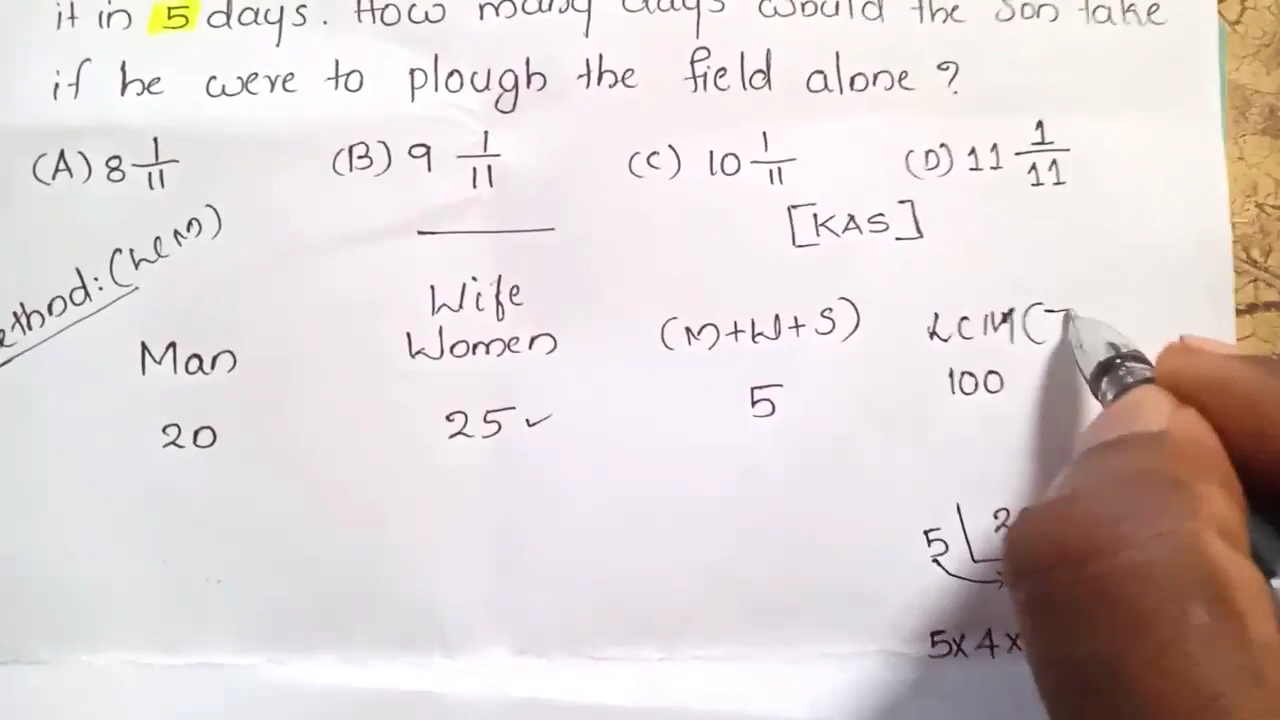 it in 5 days. How many days would the son take
if he were to plough the field alone ?
(A) 8 1/11 (B) 9 1/11 (C) 10 1/11 (D) 11 1/11
[KAS]
Method: (LCM)
Wife
Man Women (M+W+S) LCM (T
20 25 ✓ 5 100
5 2
5x4x